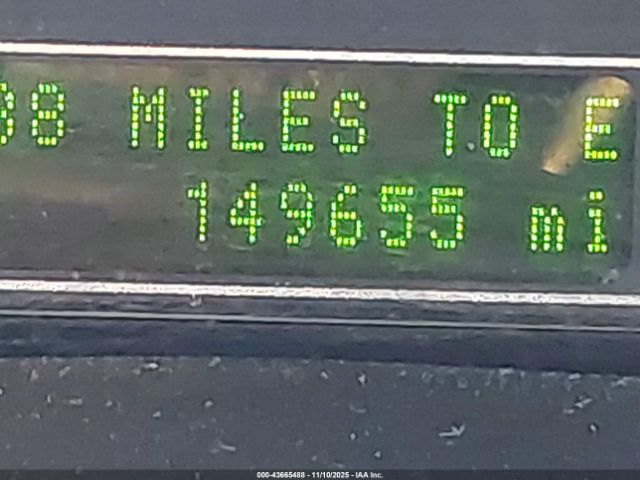 08 MILES TO E
149655 mi
000-43665488 - 11/10/2025 - IAA Inc.